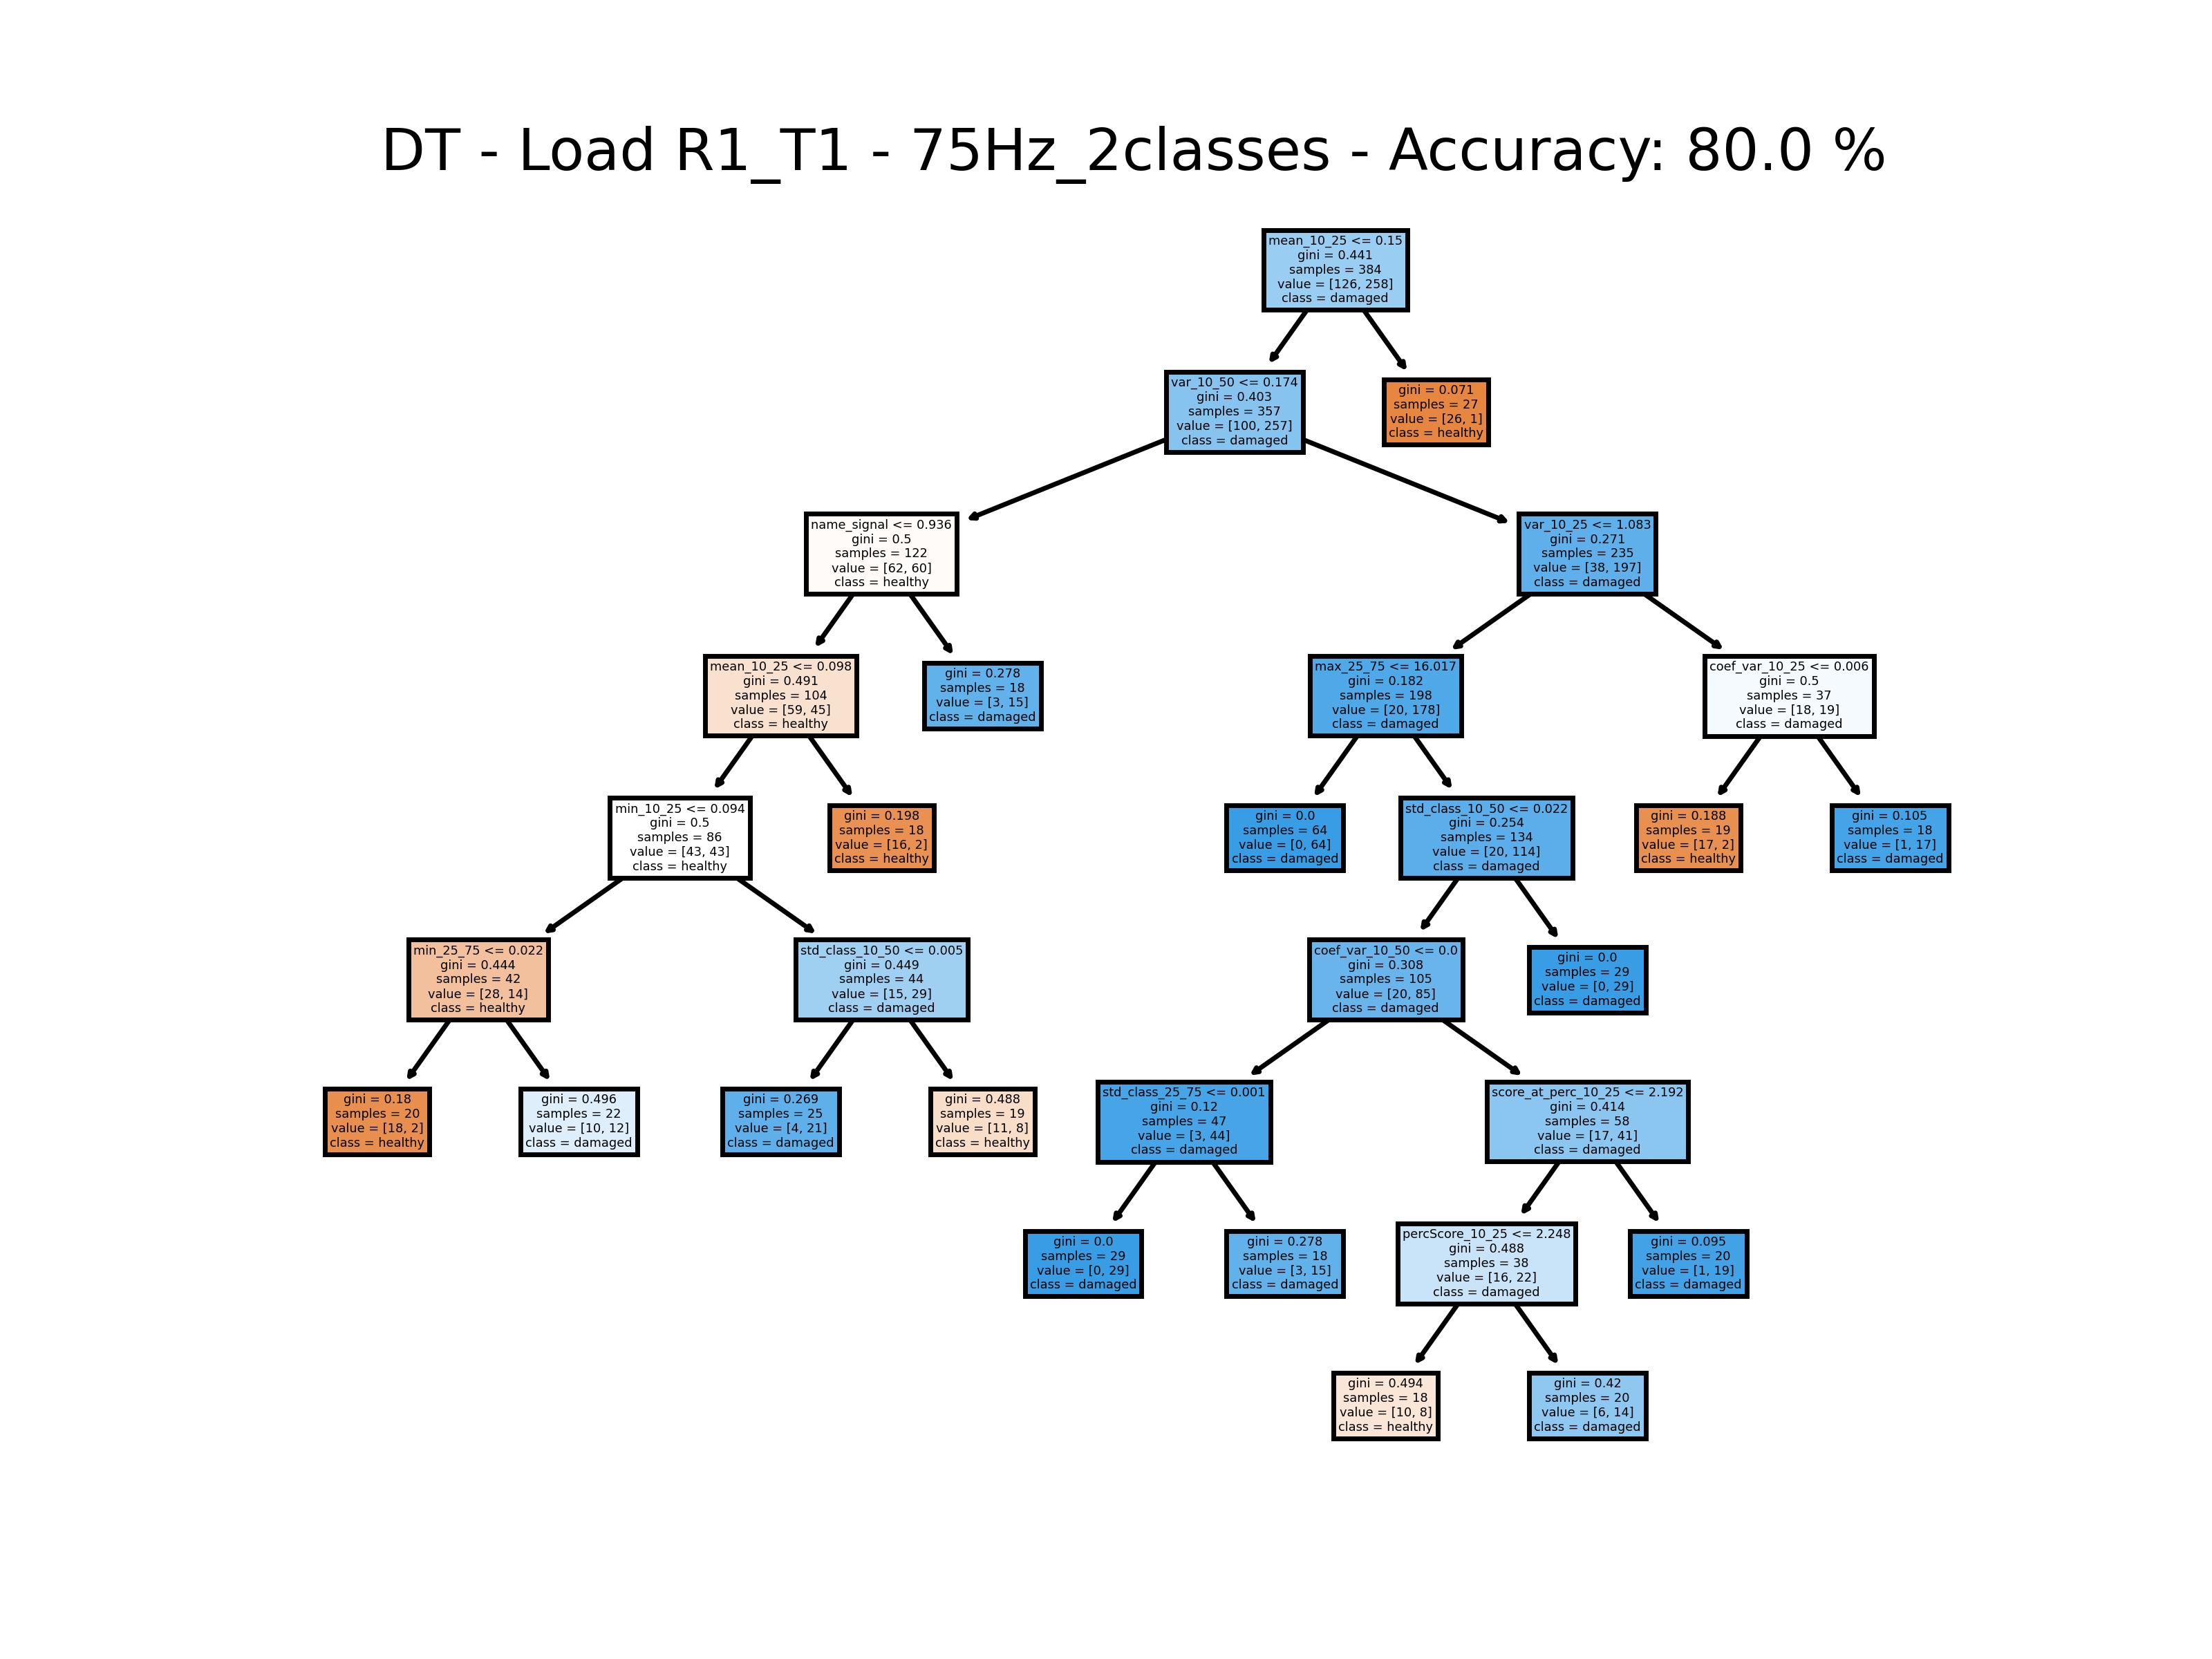 DT - Load R1_T1 - 75Hz_2classes - Accuracy: 80.0 %
mean_10_25 <= 0.15
gini = 0.441
samples = 384
value = [126, 258]
class = damaged
var_10_50 <= 0.174
gini = 0.403
samples = 357
value = [100, 257]
class = damaged
gini = 0.071
samples = 27
value = [26, 1]
class = healthy
name_signal <= 0.936
gini = 0.5
samples = 122
value = [62, 60]
class = healthy
var_10_25 <= 1.083
gini = 0.271
samples = 235
value = [38, 197]
class = damaged
mean_10_25 <= 0.098
gini = 0.491
samples = 104
value = [59, 45]
class = healthy
gini = 0.278
samples = 18
value = [3, 15]
class = damaged
max_25_75 <= 16.017
gini = 0.182
samples = 198
value = [20, 178]
class = damaged
coef_var_10_25 <= 0.006
gini = 0.5
samples = 37
value = [18, 19]
class = damaged
min_10_25 <= 0.094
gini = 0.5
samples = 86
value = [43, 43]
class = healthy
gini = 0.198
samples = 18
value = [16, 2]
class = healthy
gini = 0.0
samples = 64
value = [0, 64]
class = damaged
std_class_10_50 <= 0.022
gini = 0.254
samples = 134
value = [20, 114]
class = damaged
gini = 0.188
samples = 19
value = [17, 2]
class = healthy
gini = 0.105
samples = 18
value = [1, 17]
class = damaged
min_25_75 <= 0.022
gini = 0.444
samples = 42
value = [28, 14]
class = healthy
std_class_10_50 <= 0.005
gini = 0.449
samples = 44
value = [15, 29]
class = damaged
coef_var_10_50 <= 0.0
gini = 0.308
samples = 105
value = [20, 85]
class = damaged
gini = 0.0
samples = 29
value = [0, 29]
class = damaged
gini = 0.18
samples = 20
value = [18, 2]
class = healthy
gini = 0.496
samples = 22
value = [10, 12]
class = damaged
gini = 0.269
samples = 25
value = [4, 21]
class = damaged
gini = 0.488
samples = 19
value = [11, 8]
class = healthy
std_class_25_75 <= 0.001
gini = 0.12
samples = 47
value = [3, 44]
class = damaged
score_at_perc_10_25 <= 2.192
gini = 0.414
samples = 58
value = [17, 41]
class = damaged
gini = 0.0
samples = 29
value = [0, 29]
class = damaged
gini = 0.278
samples = 18
value = [3, 15]
class = damaged
percScore_10_25 <= 2.248
gini = 0.488
samples = 38
value = [16, 22]
class = damaged
gini = 0.095
samples = 20
value = [1, 19]
class = damaged
gini = 0.494
samples = 18
value = [10, 8]
class = healthy
gini = 0.42
samples = 20
value = [6, 14]
class = damaged